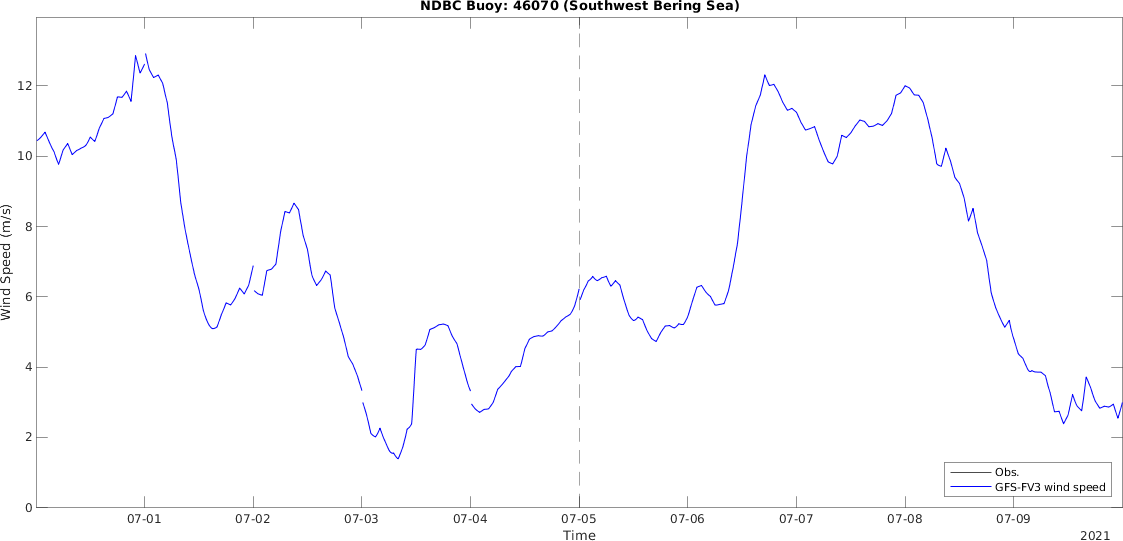 NDBC Buoy: 46070 (Southwest Bering Sea)
Wind Speed (m/s)
12
10
8
6
4
2
0
07-01 07-02 07-03 07-04 07-05 07-06 07-07 07-08 07-09
Time
2021
Obs.
GFS-FV3 wind speed